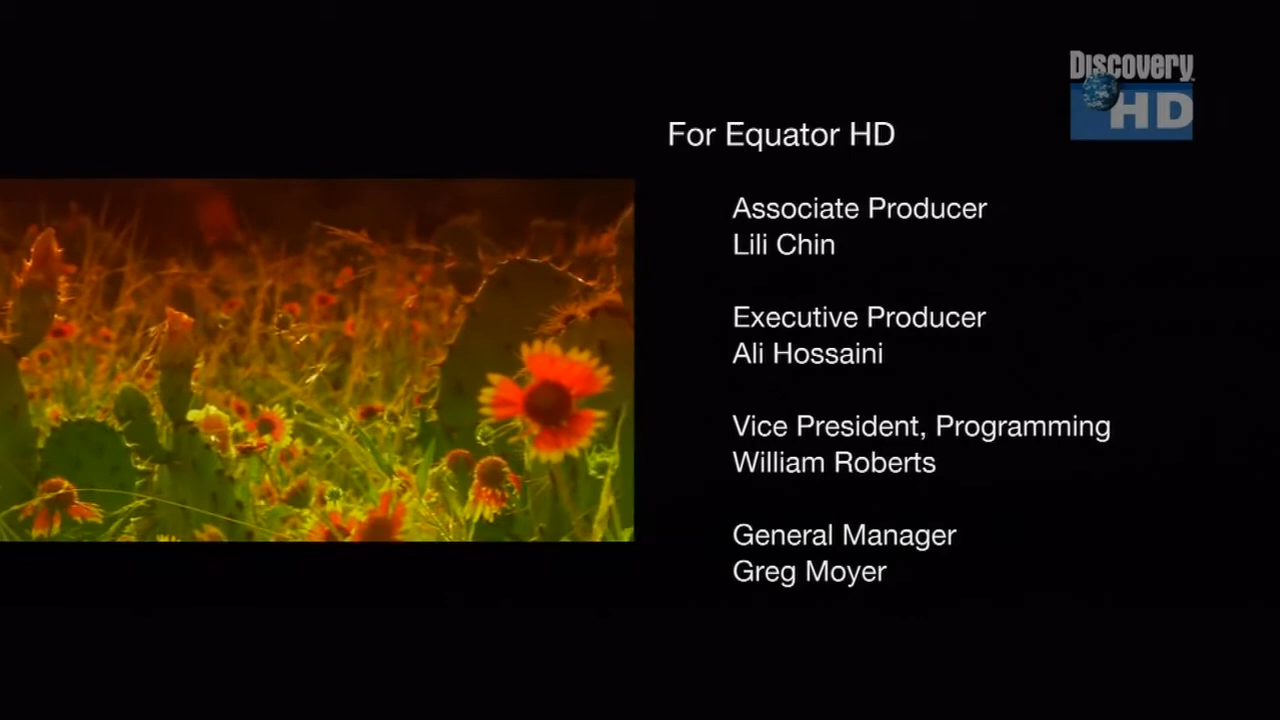 Discovery
HD
For Equator HD
Associate Producer
Lili Chin
Executive Producer
Ali Hossaini
Vice President, Programming
William Roberts
General Manager
Greg Moyer